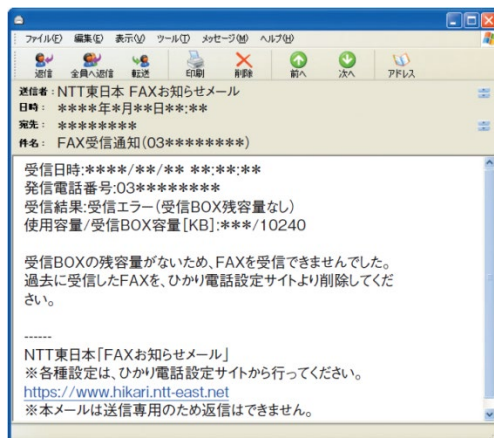 ファイル(F) 編集(E) 表示(V) ツール(T) メッセージ(M) ヘルプ(H)
返信 全員へ返信 転送 印刷 削除 前へ 次へ アドレス
送信者：NTT東日本 FAXお知らせメール
日時：****年*月**日**:**
宛先：********
件名：FAX受信通知(03********)
受信日時:****/**/** **:**:**
発信電話番号:03********
受信結果:受信エラー(受信BOX残容量なし)
使用容量/受信BOX容量[KB]:***/10240
受信BOXの残容量がないため、FAXを受信できませんでした。
過去に受信したFAXを、ひかり電話設定サイトより削除してくだ
さい。
------
NTT東日本「FAXお知らせメール」
※各種設定は、ひかり電話設定サイトから行ってください。
https://www.hikari.ntt-east.net
※本メールは送信専用のため返信はできません。